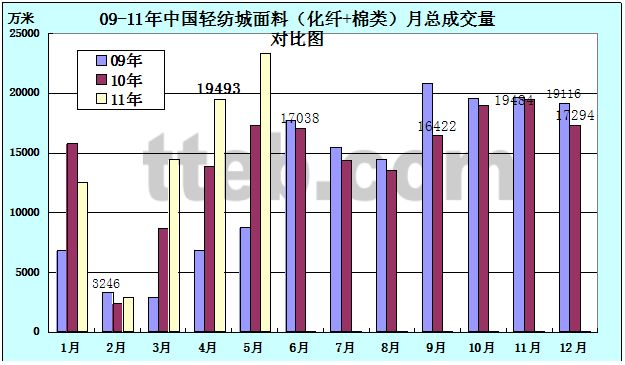 09-11年中国轻纺城面料（化纤+棉类）月总成交量
对比图
万米
25000
20000
15000
10000
5000
0
09年
10年
11年
3246
19493
17038
16422
19484
19116
17294
tteb.com
1月 2月 3月 4月 5月 6月 7月 8月 9月 10月 11月 12月